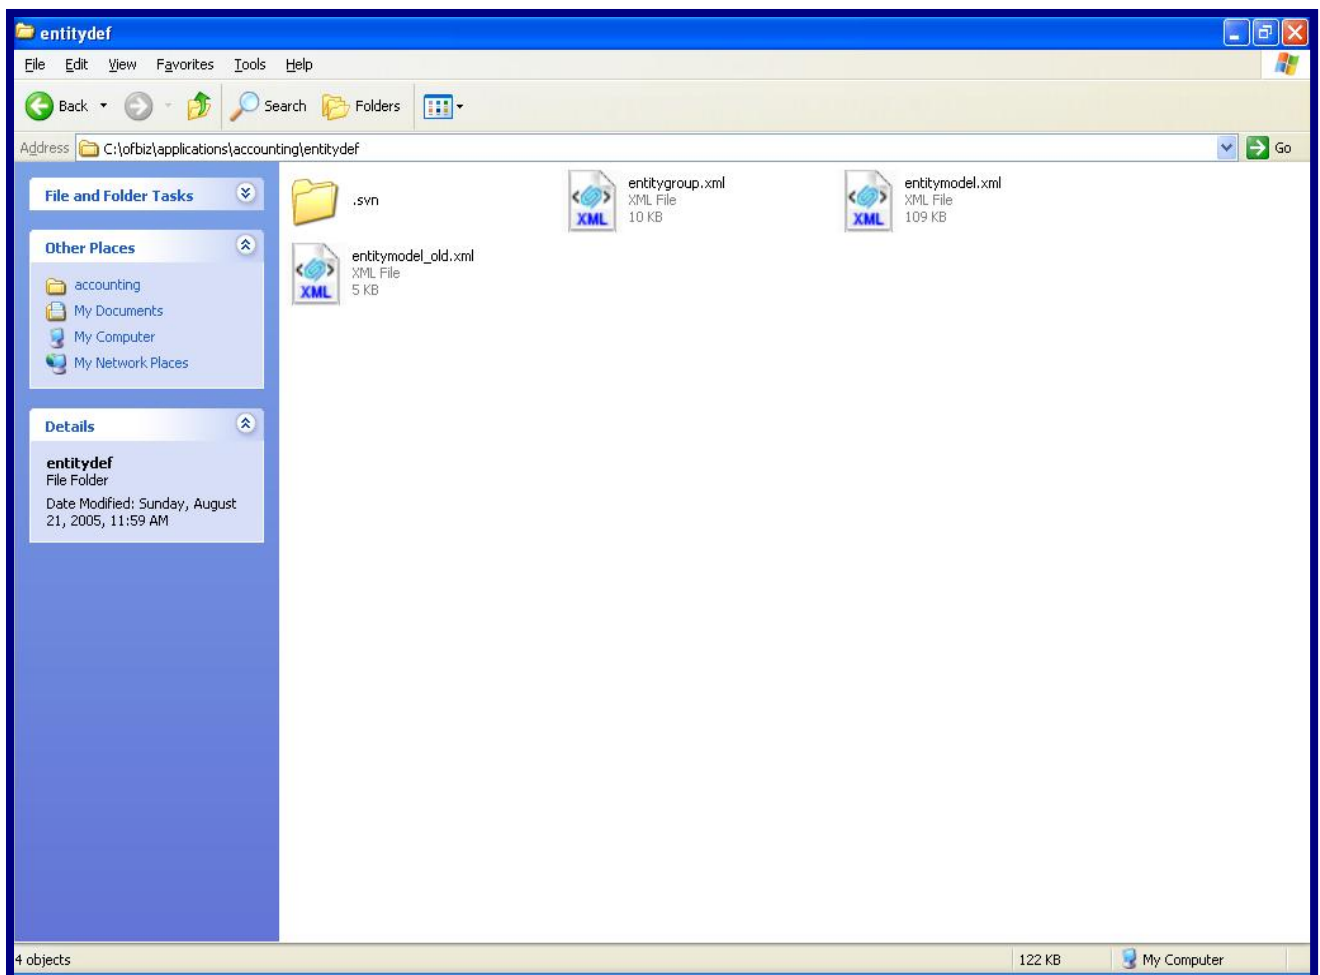 entitydef
File Edit View Favorites Tools Help
Back Search Folders
Address C:\ofbiz\applications\accounting\entitydef Go
File and Folder Tasks
Other Places
accounting
My Documents
My Computer
My Network Places
Details
entitydef
File Folder
Date Modified: Sunday, August
21, 2005, 11:59 AM
.svn
entitygroup.xml
XML File
10 KB
XML
entitymodel.xml
XML File
109 KB
XML
entitymodel_old.xml
XML File
5 KB
XML
4 objects 122 KB My Computer